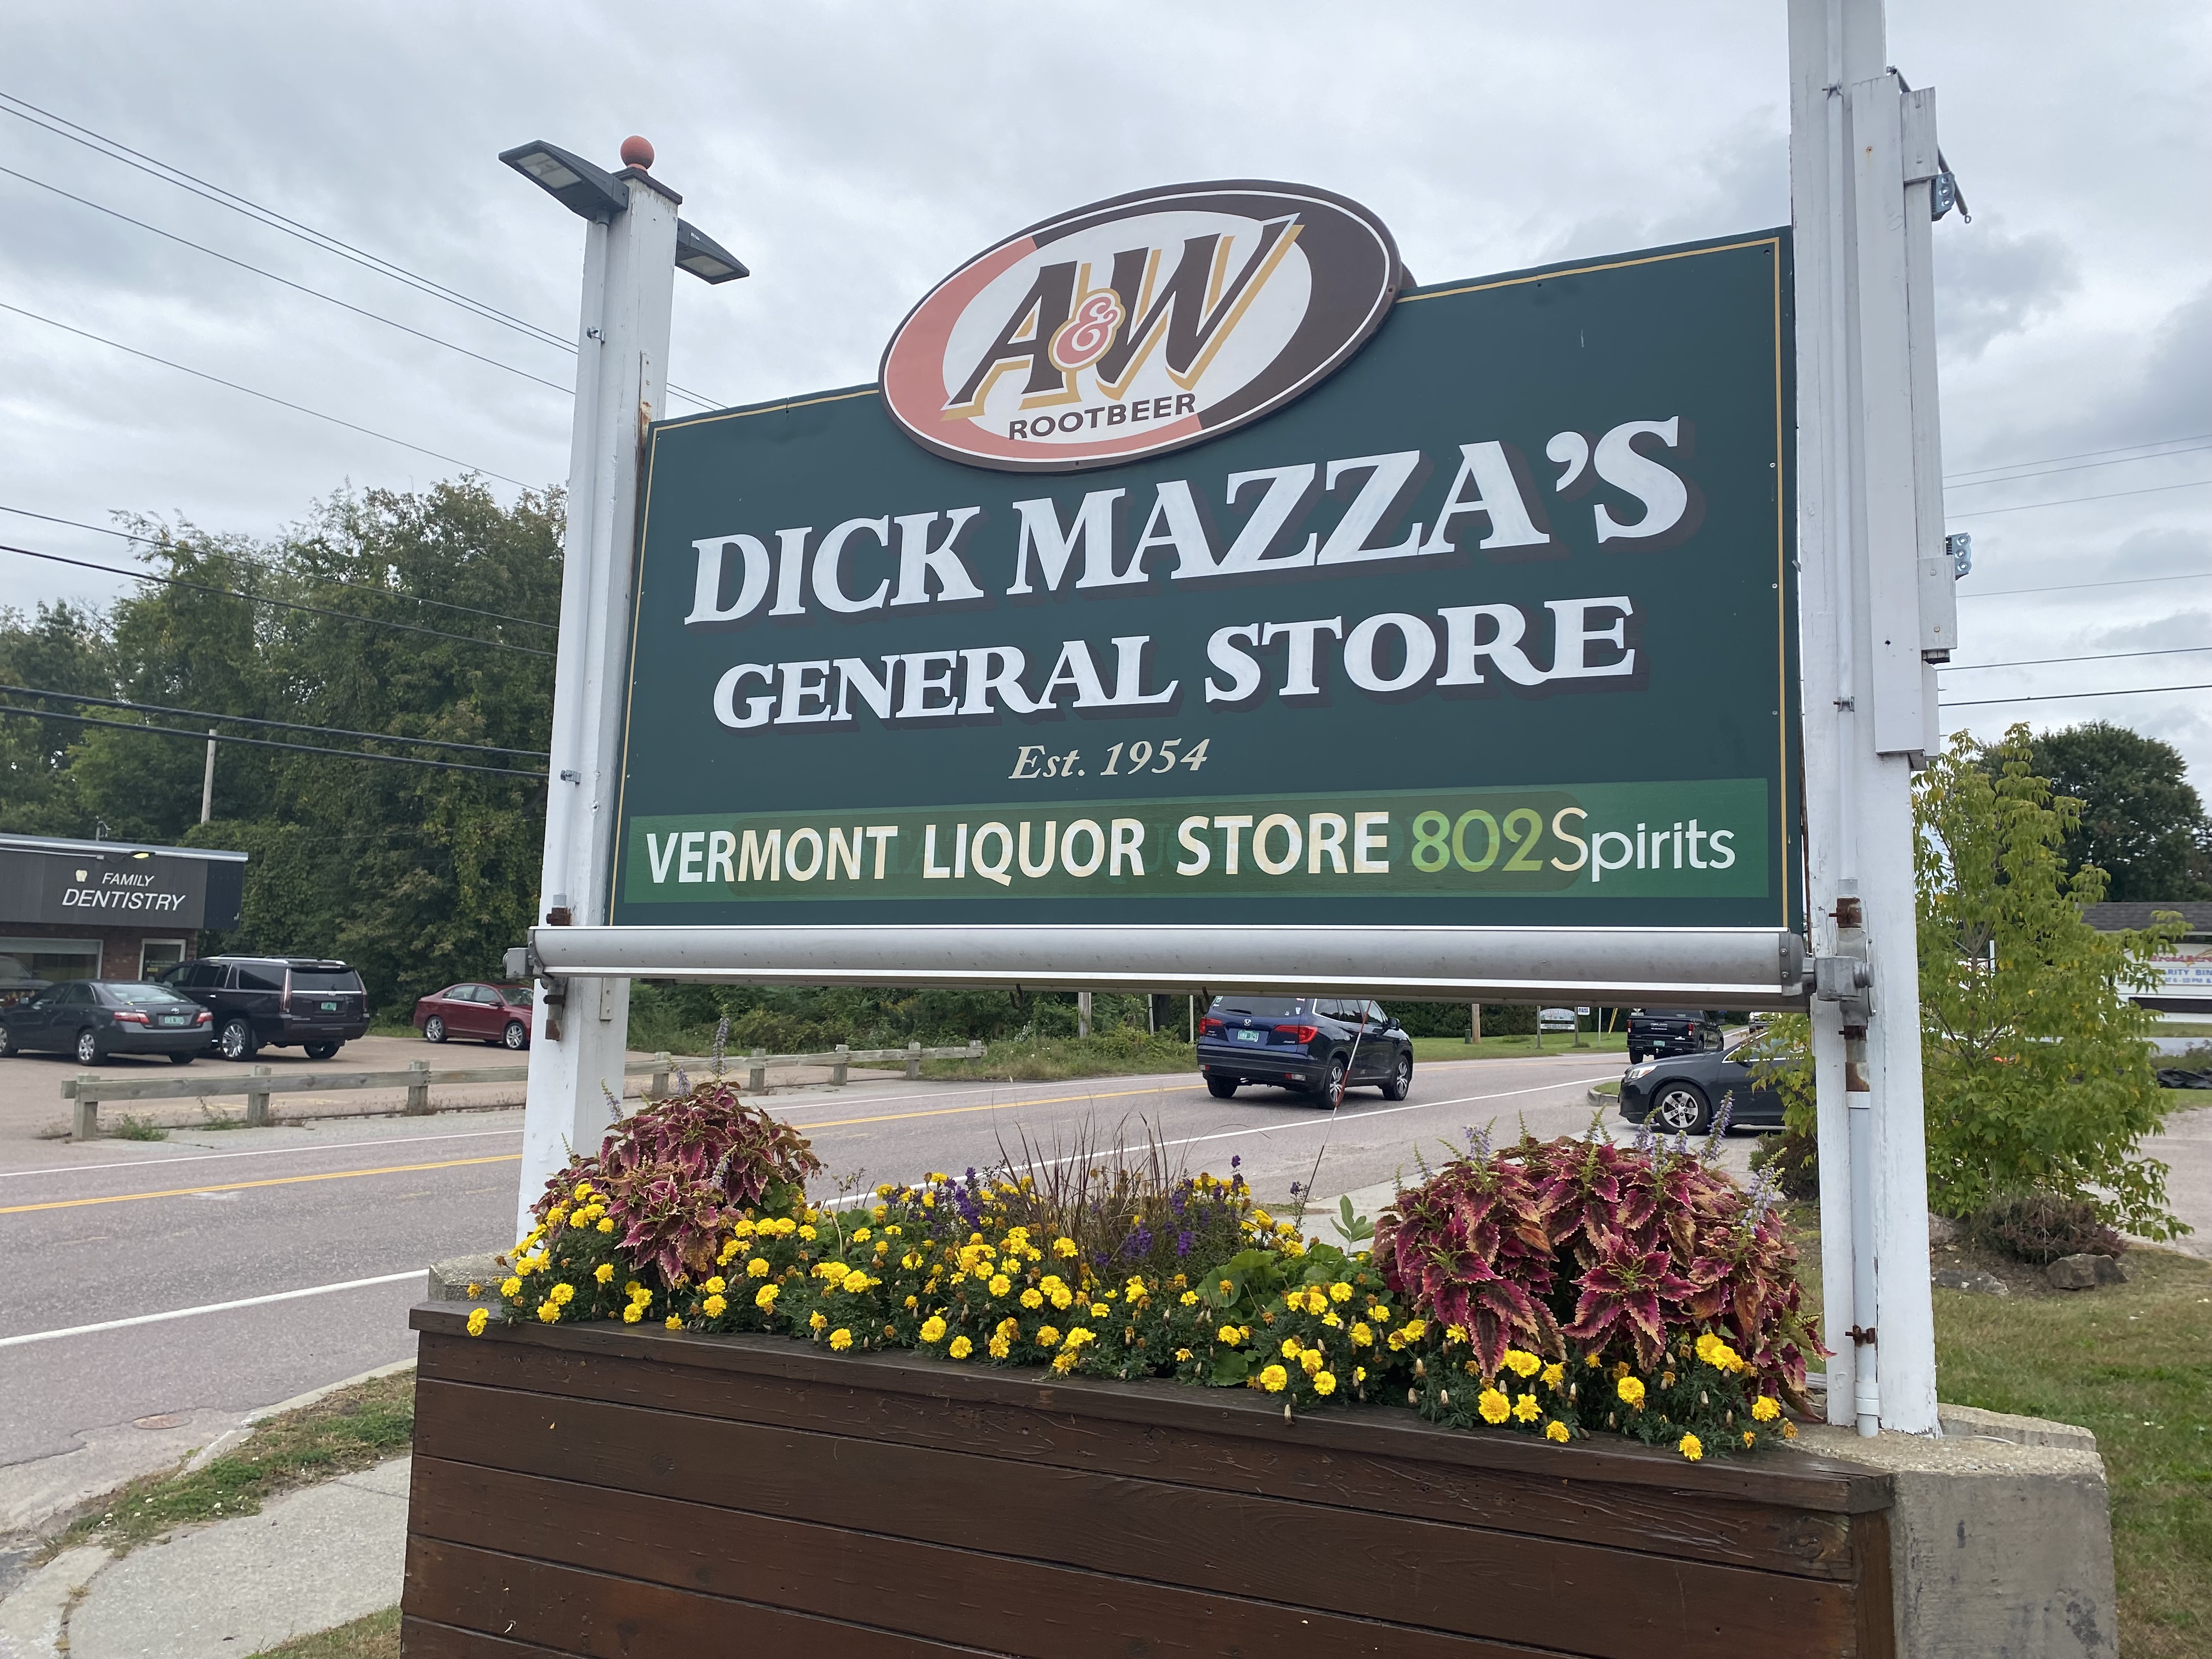 A&W
ROOTBEER
DICK MAZZA'S
GENERAL STORE
Est. 1954
VERMONT LIQUOR STORE 802Spirits
FAMILY
DENTISTRY